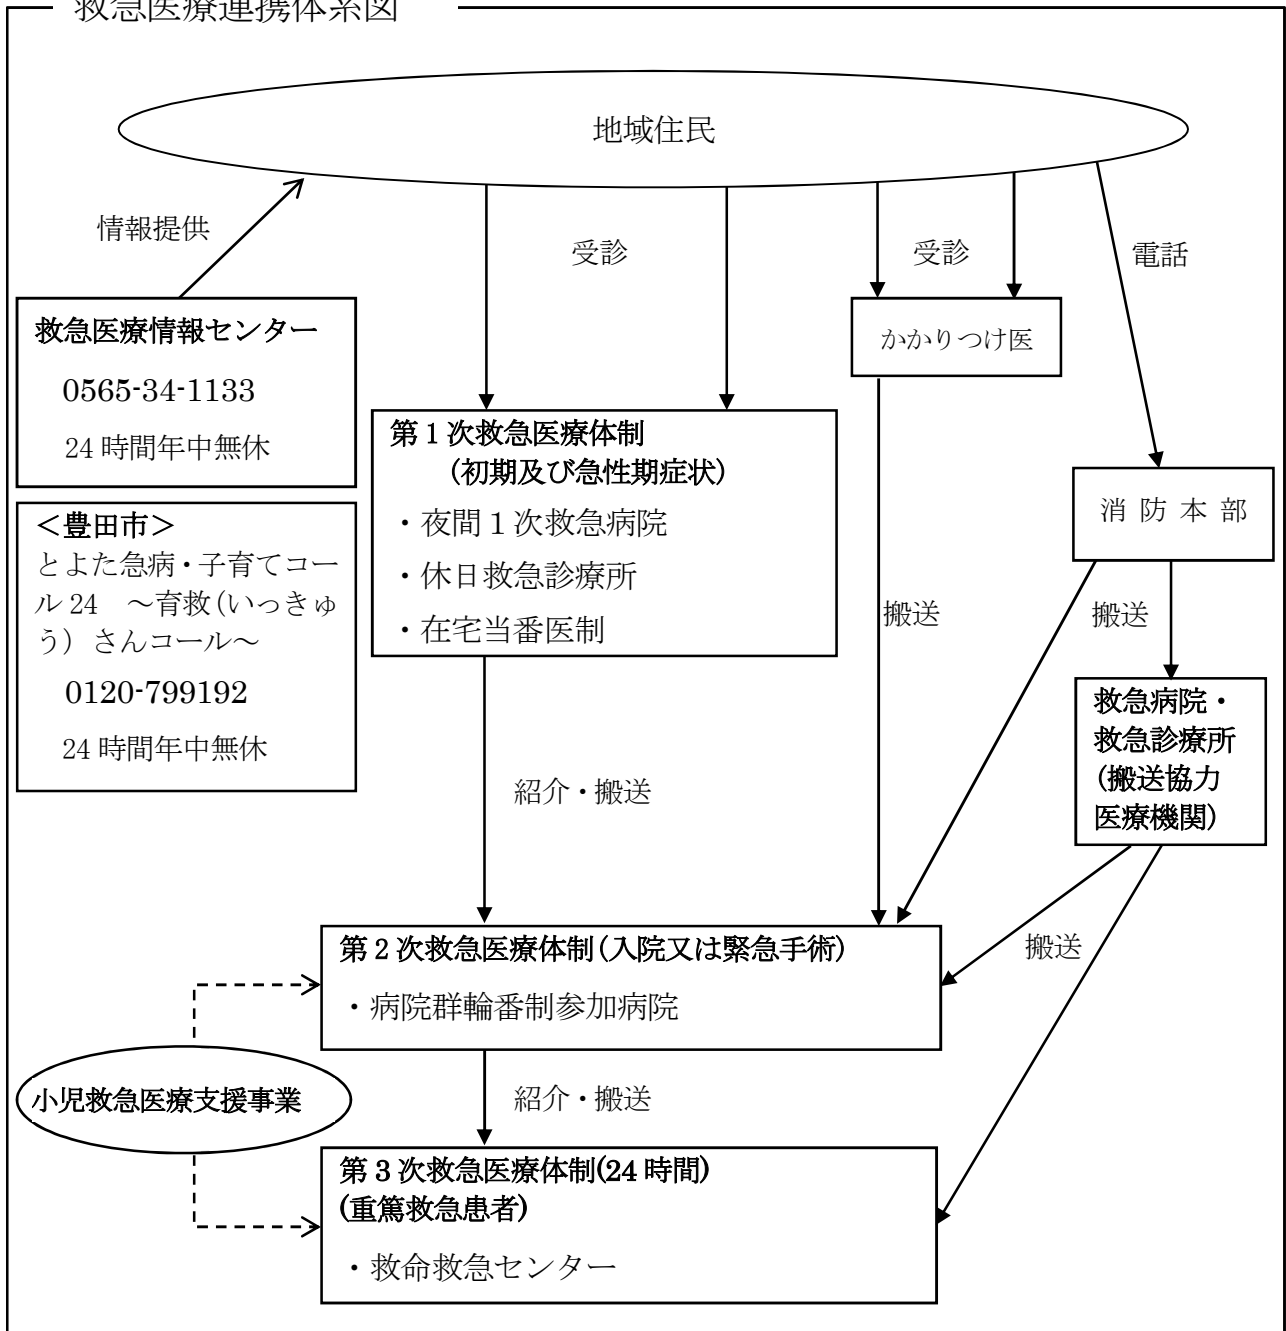 救急医療連携体系図
地域住民
情報提供
受診
受診
電話
救急医療情報センター
0565-34-1133
24時間年中無休
かかりつけ医
第1次救急医療体制
(初期及び急性期症状)
・夜間1次救急病院
・休日救急診療所
・在宅当番医制
消防本部
＜豊田市＞
とよた急病・子育てコー
ル24　～育救(いっきゅ
う）さんコール～
0120-799192
24時間年中無休
搬送
搬送
救急病院・
救急診療所
(搬送協力
医療機関)
紹介・搬送
第2次救急医療体制(入院又は緊急手術)
・病院群輪番制参加病院
搬送
小児救急医療支援事業
紹介・搬送
第3次救急医療体制(24時間)
(重篤救急患者)
・救命救急センター